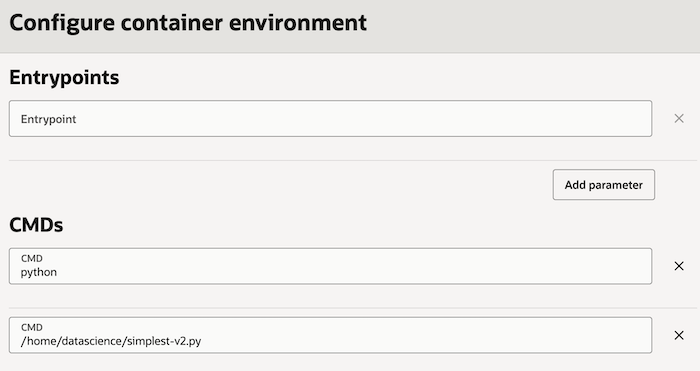 Configure container environment
Entrypoints
Entrypoint
Add parameter
CMDs
CMD
python
CMD
/home/datascience/simplest-v2.py